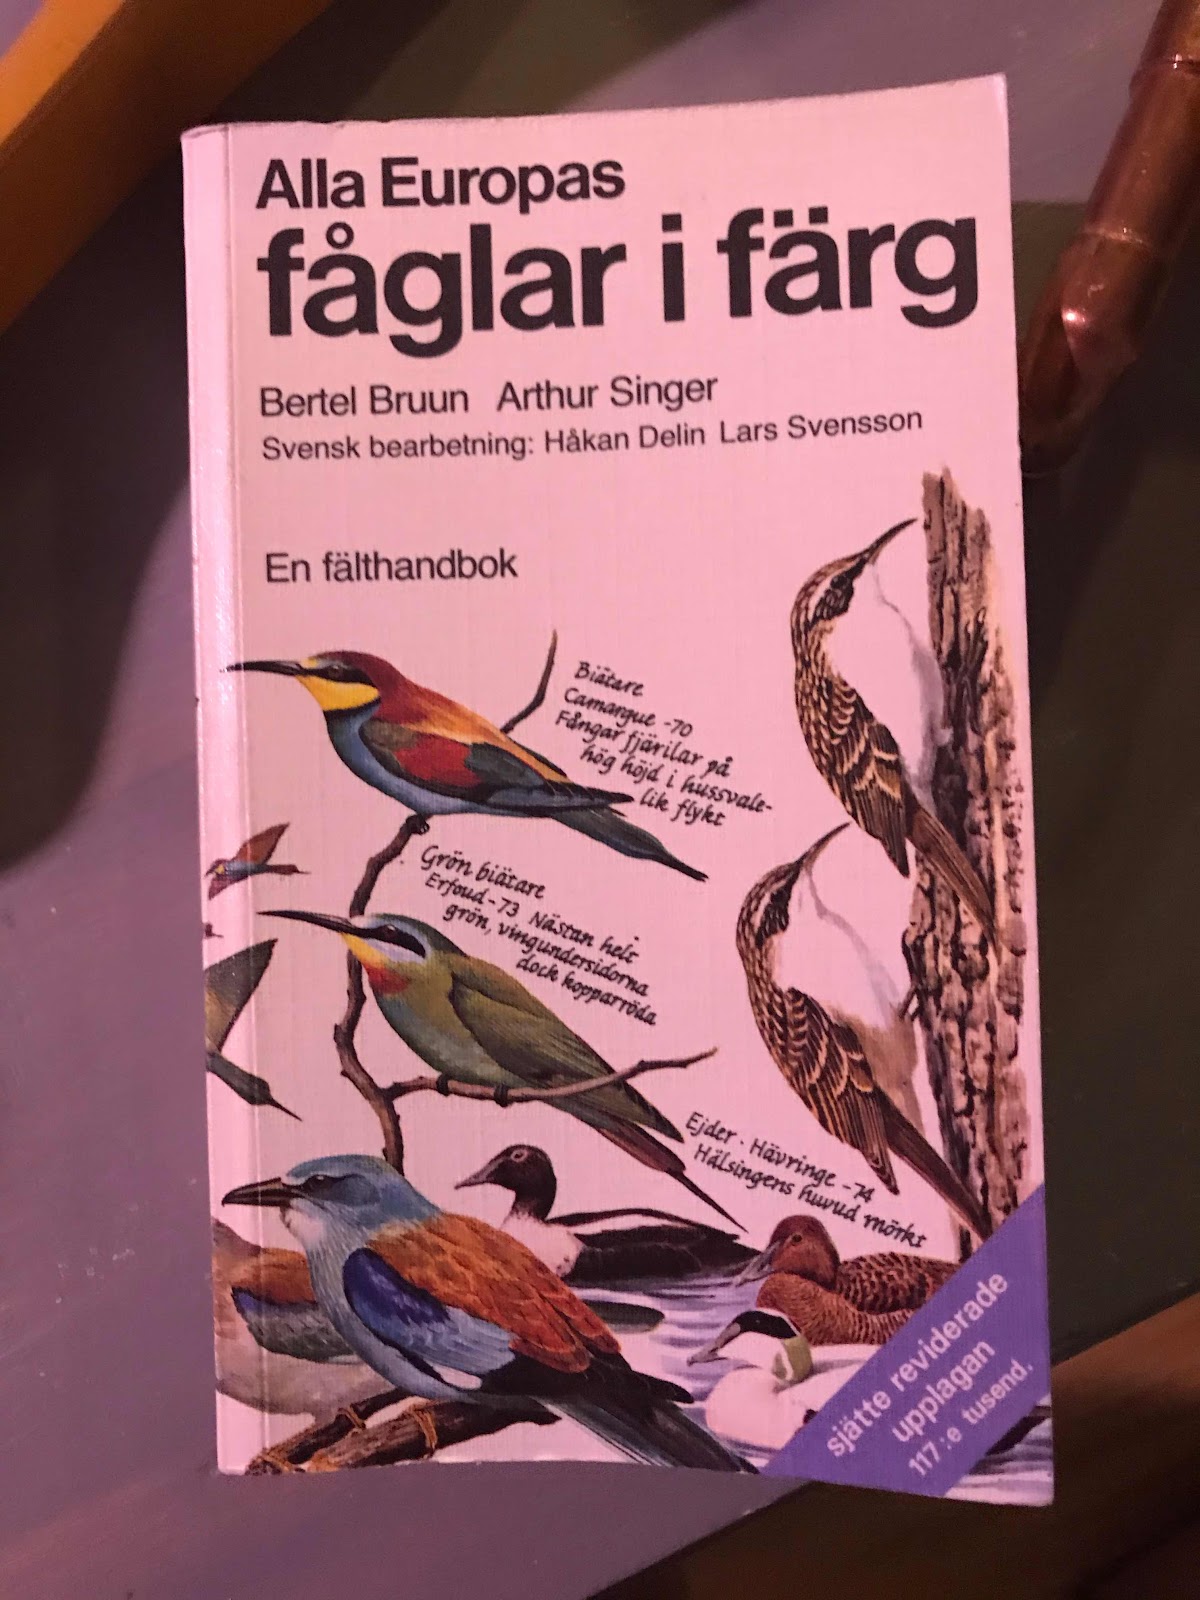 Alla Europas
fåglar i färg
Bertel Bruun Arthur Singer
Svensk bearbetning: Håkan Delin Lars Svensson
En fälthandbok
Biätare
Camargue -70
Fångar fjärilar på
hög höjd i hussvale-
lik flykt
Grön biätare
Erfoud -73 Nästan helt
grön, vingundersidorna
dock kopparröda
Ejder · Hävringe -74
Hälsingens huvud mörkt
sjätte reviderade
upplagan
117:e tusend.